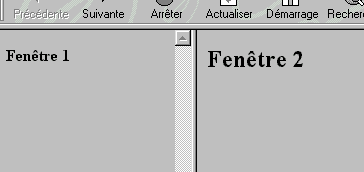 Précédente Suivante Arrêter Actualiser Démarrage
Fenêtre 1
Fenêtre 2